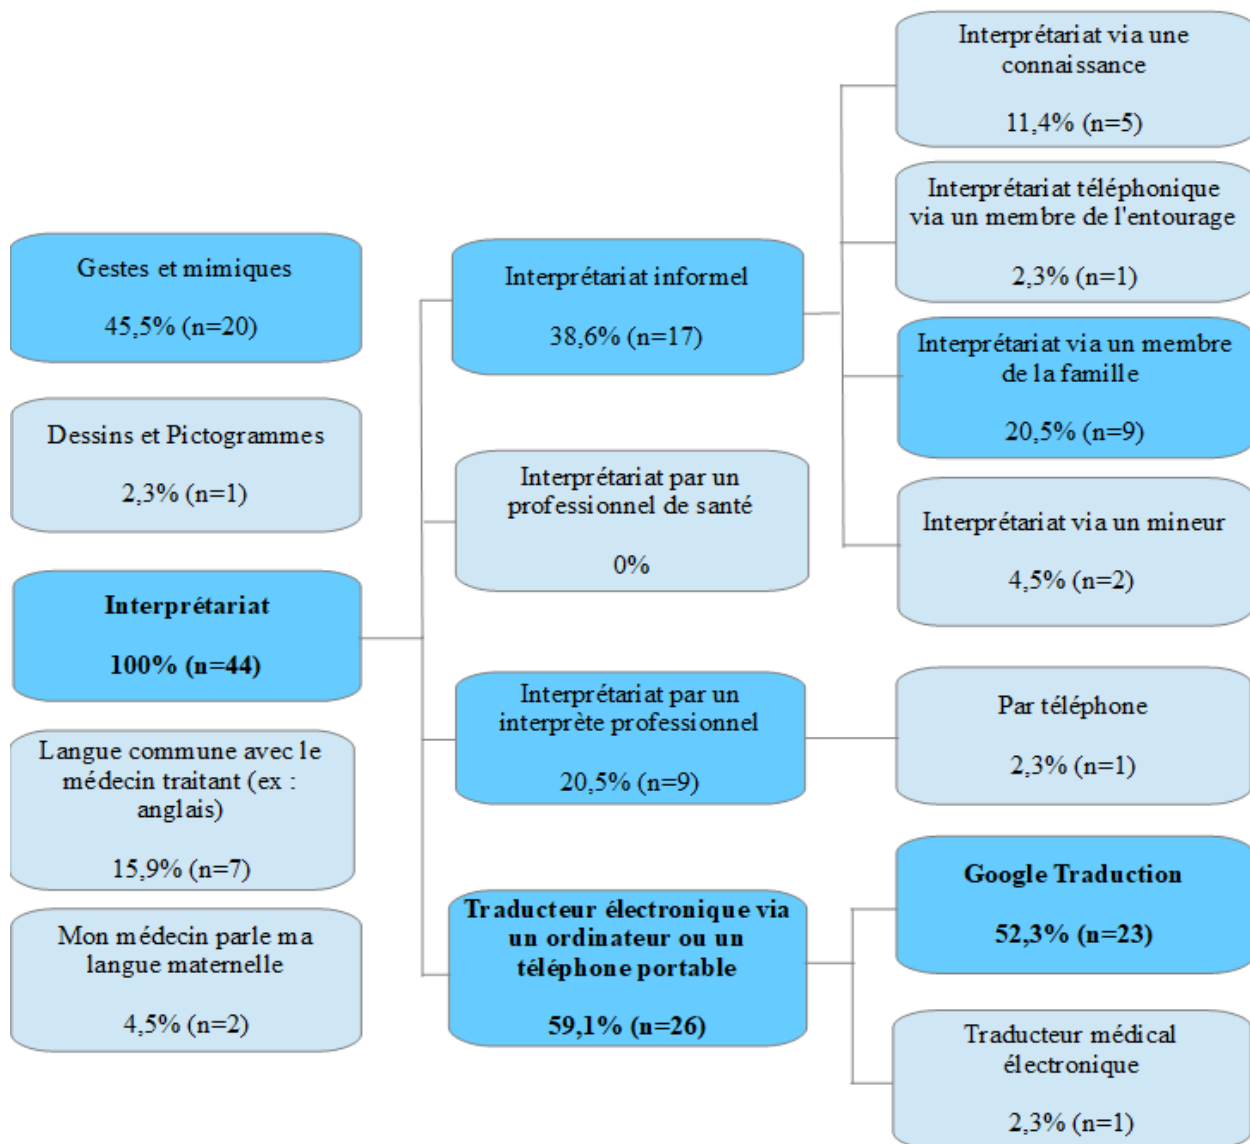 Gestes et mimiques
45,5% (n=20)
Dessins et Pictogrammes
2,3% (n=1)
Interprétariat
100% (n=44)
Langue commune avec le
médecin traitant (ex :
anglais)
15,9% (n=7)
Mon médecin parle ma
langue maternelle
4,5% (n=2)
Interprétariat informel
38,6% (n=17)
Interprétariat par un
professionnel de santé
0%
Interprétariat par un
interprète professionnel
20,5% (n=9)
Traducteur électronique via
un ordinateur ou un
téléphone portable
59,1% (n=26)
Interprétariat via une
connaissance
11,4% (n=5)
Interprétariat téléphonique
via un membre de l'entourage
2,3% (n=1)
Interprétariat via un membre
de la famille
20,5% (n=9)
Interprétariat via un mineur
4,5% (n=2)
Par téléphone
2,3% (n=1)
Google Traduction
52,3% (n=23)
Traducteur médical
électronique
2,3% (n=1)